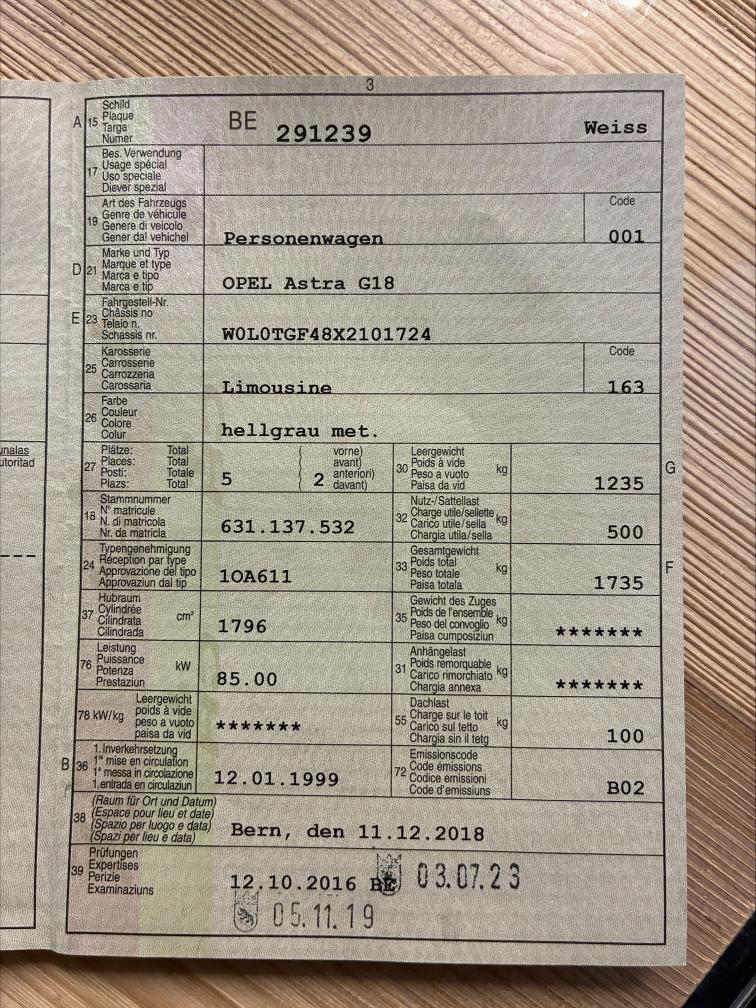 3
A 15 Schild
Plaque
Targa
Numer
BE 291239 Weiss
17 Bes. Verwendung
Usage spécial
Uso speciale
Diever spezial
19 Art des Fahrzeugs
Genre de véhicule
Genere di veicolo
Gener dal vehichel
Personenwagen
Code
001
D 21 Marke und Typ
Marque et type
Marca e tipo
Marca e tip
OPEL Astra G18
E 23 Fahrgestell-Nr.
Châssis no
Telaio n.
Schassis nr.
W0L0TGF48X2101724
25 Karosserie
Carrosserie
Carrozzeria
Carossaria
Limousine
Code
163
26 Farbe
Couleur
Colore
Colur
hellgrau met.
27 Plätze: Total
Places: Total
Posti: Totale
Plazs: Total
5
( 2 vorne)
avant)
anteriori)
davant)
30 Leergewicht
Poids à vide
Peso a vuoto
Paisa da vid
kg
1235
G
18 Stammnummer
N° matricule
N. di matricola
Nr. da matricla
631.137.532
32 Nutz-/Sattellast
Charge utile/sellette
Carico utile/sella
Chargia utila/sella
kg
500
24 Typengenehmigung
Réception par type
Approvazione del tipo
Approvaziun dal tip
1OA611
33 Gesamtgewicht
Poids total
Peso totale
Paisa totala
kg
1735
F
37 Hubraum
Cylindrée
Cilindrata
Cilindrada
cm³
1796
35 Gewicht des Zuges
Poids de l'ensemble
Peso del convoglio
Paisa cumposiziun
kg
*******
76 Leistung
Puissance
Potenza
Prestaziun
kW
85.00
31 Anhängelast
Poids remorquable
Carico rimorchiato
Chargia annexa
kg
*******
78 kW/kg
Leergewicht
poids à vide
peso a vuoto
paisa da vid
*******
55 Dachlast
Charge sur le toit
Carico sul tetto
Chargia sin il tetg
kg
100
B 36 1. Inverkehrsetzung
1re mise en circulation
1a messa in circolazione
1. entrada en circulaziun
12.01.1999
72 Emissionscode
Code émissions
Codice emissioni
Code d'emissiuns
B02
38 (Raum für Ort und Datum)
(Espace pour lieu et date)
(Spazio per luogo e data)
(Spazi per lieu e data)
Bern, den 11.12.2018
39 Prüfungen
Expertises
Perizie
Examinaziuns
12.10.2016 BE 03.07.23
05.11.19
unalas
utoritad